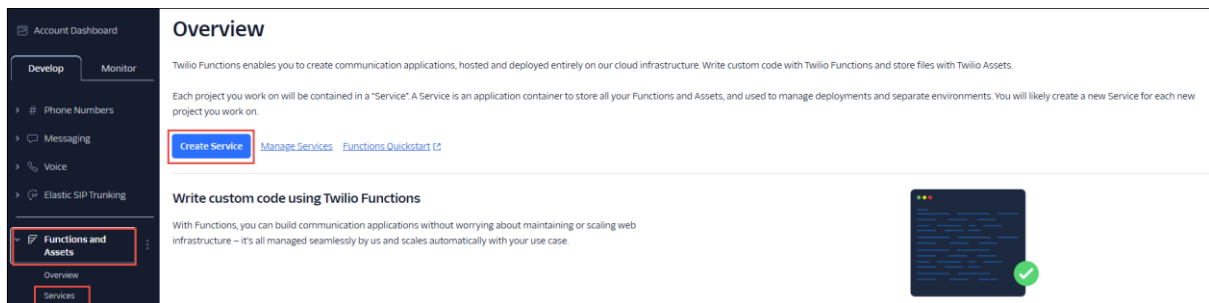 Account Dashboard
Develop Monitor
# Phone Numbers
Messaging
Voice
Elastic SIP Trunking
Functions and
Assets
Overview
Services
Overview
Twilio Functions enables you to create communication applications, hosted and deployed entirely on our cloud infrastructure. Write custom code with Twilio Functions and store files with Twilio Assets.
Each project you work on will be contained in a "Service". A Service is an application container to store all your Functions and Assets, and used to manage deployments and separate environments. You will likely create a new Service for each new
project you work on.
Create Service Manage Services Functions Quickstart
Write custom code using Twilio Functions
With Functions, you can build communication applications without worrying about maintaining or scaling web
infrastructure – it's all managed seamlessly by us and scales automatically with your use case.